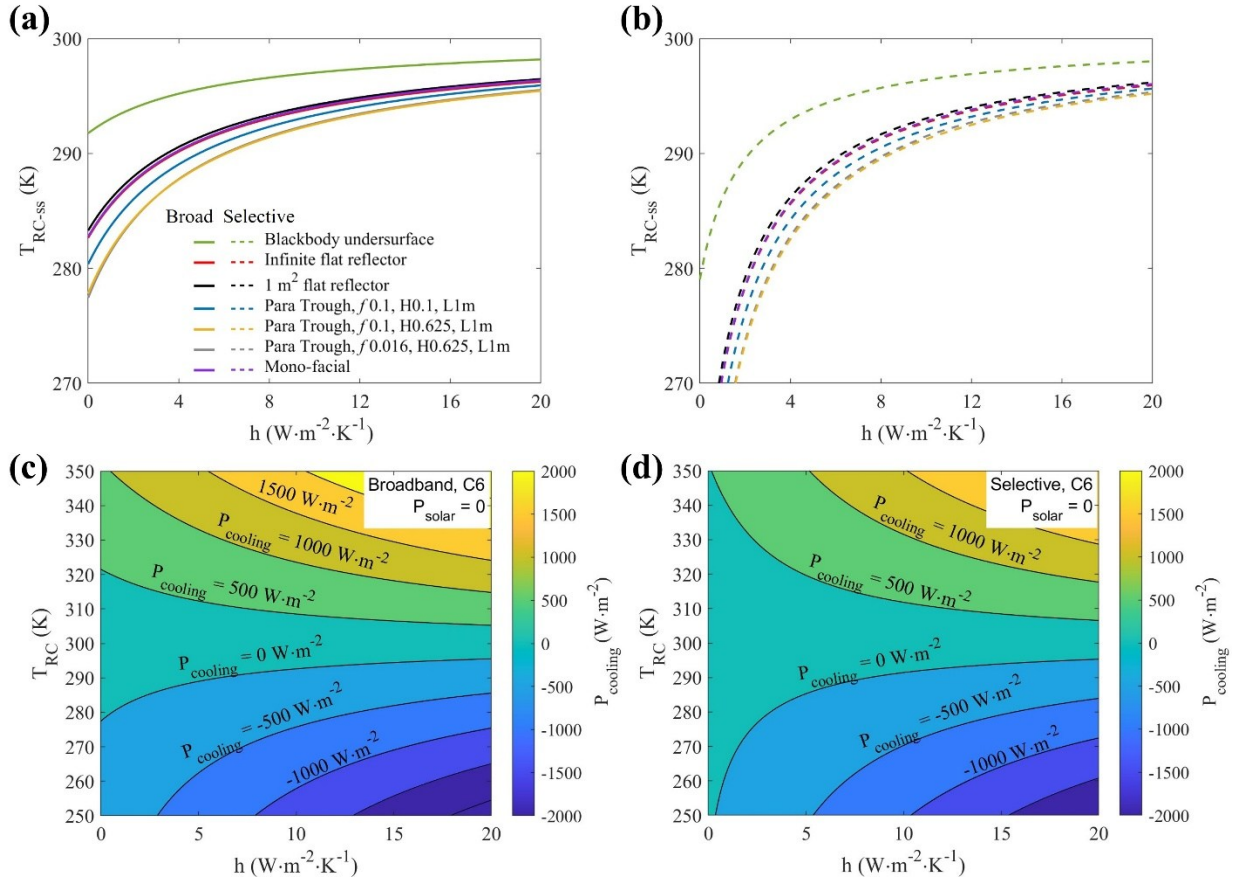 (a)
300
290
280
270
T_RC-ss (K)
0 4 8 12 16 20
h (W·m⁻²·K⁻¹)
Broad Selective
Blackbody undersurface
Infinite flat reflector
1 m² flat reflector
Para Trough, f 0.1, H0.1, L1m
Para Trough, f 0.1, H0.625, L1m
Para Trough, f 0.016, H0.625, L1m
Mono-facial
(b)
300
290
280
270
T_RC-ss (K)
0 4 8 12 16 20
h (W·m⁻²·K⁻¹)
(c)
350
340
330
320
310
300
290
280
270
260
250
T_RC (K)
0 5 10 15 20
h (W·m⁻²·K⁻¹)
Broadband, C6
P_solar = 0
1500 W·m⁻²
P_cooling = 1000 W·m⁻²
P_cooling = 500 W·m⁻²
P_cooling = 0 W·m⁻²
P_cooling = -500 W·m⁻²
-1000 W·m⁻²
2000
1500
1000
500
0
-500
-1000
-1500
-2000
P_cooling (W·m⁻²)
(d)
350
340
330
320
310
300
290
280
270
260
250
T_RC (K)
0 5 10 15 20
h (W·m⁻²·K⁻¹)
Selective, C6
P_solar = 0
P_cooling = 1000 W·m⁻²
P_cooling = 500 W·m⁻²
P_cooling = 0 W·m⁻²
P_cooling = -500 W·m⁻²
-1000 W·m⁻²
2000
1500
1000
500
0
-500
-1000
-1500
-2000
P_cooling (W·m⁻²)